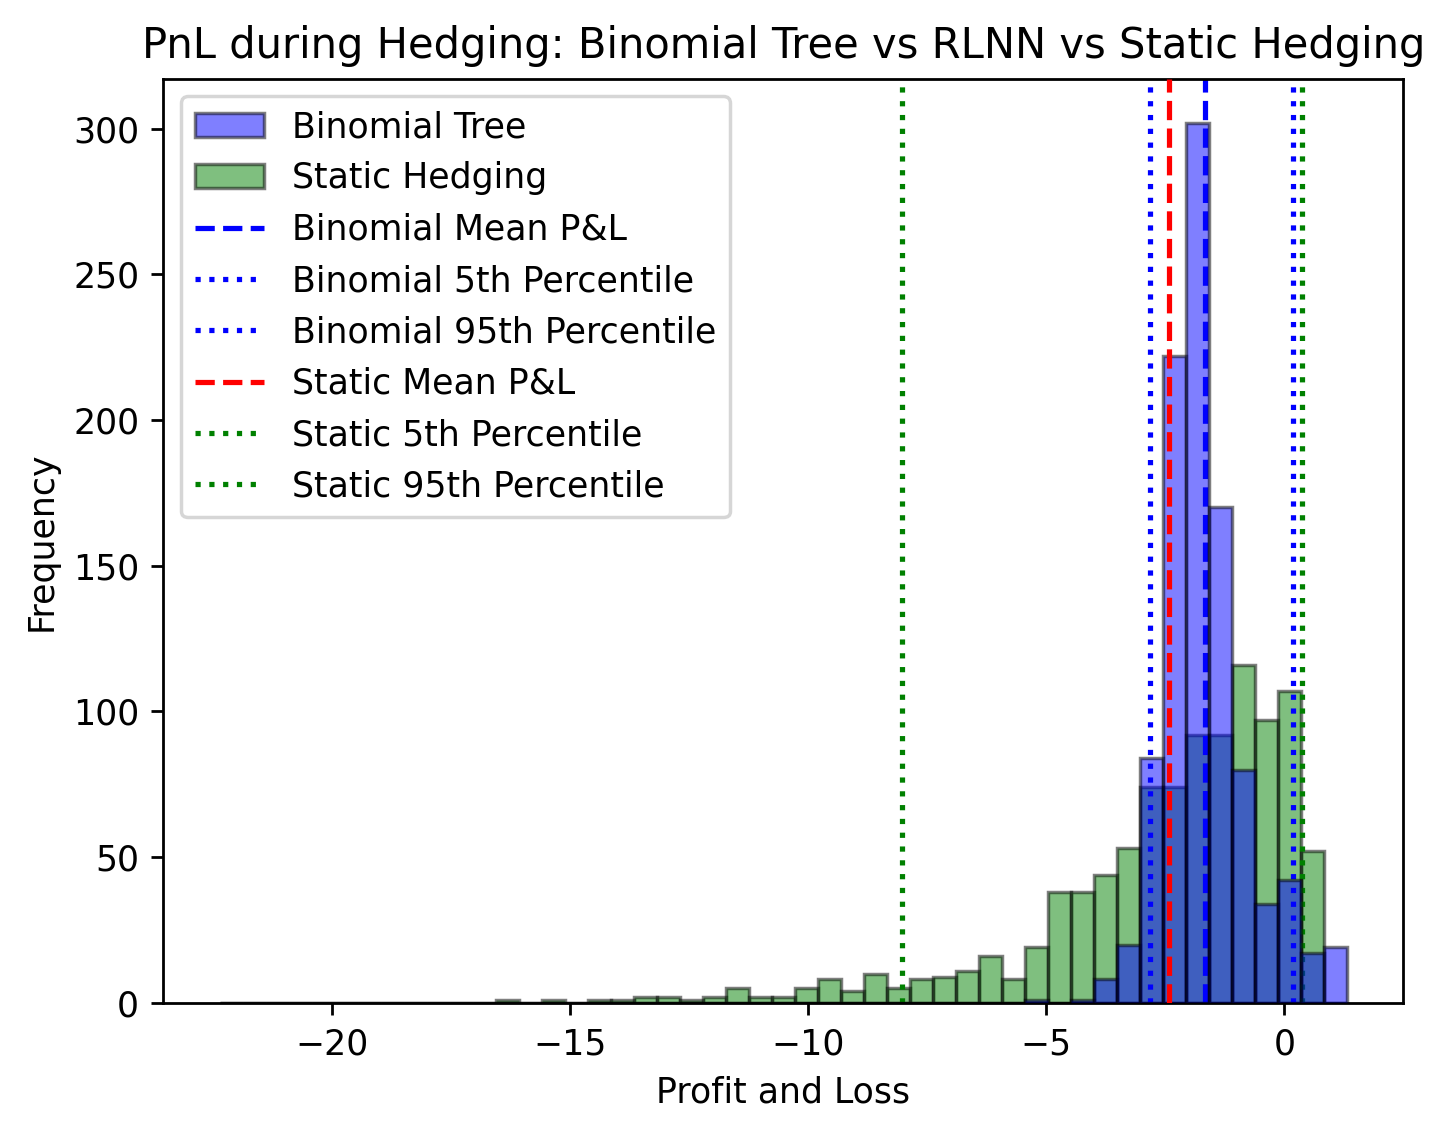 PnL during Hedging: Binomial Tree vs RLNN vs Static Hedging
Binomial Tree
Static Hedging
Binomial Mean P&L
Binomial 5th Percentile
Binomial 95th Percentile
Static Mean P&L
Static 5th Percentile
Static 95th Percentile
Frequency
300
250
200
150
100
50
0
−20 −15 −10 −5 0
Profit and Loss